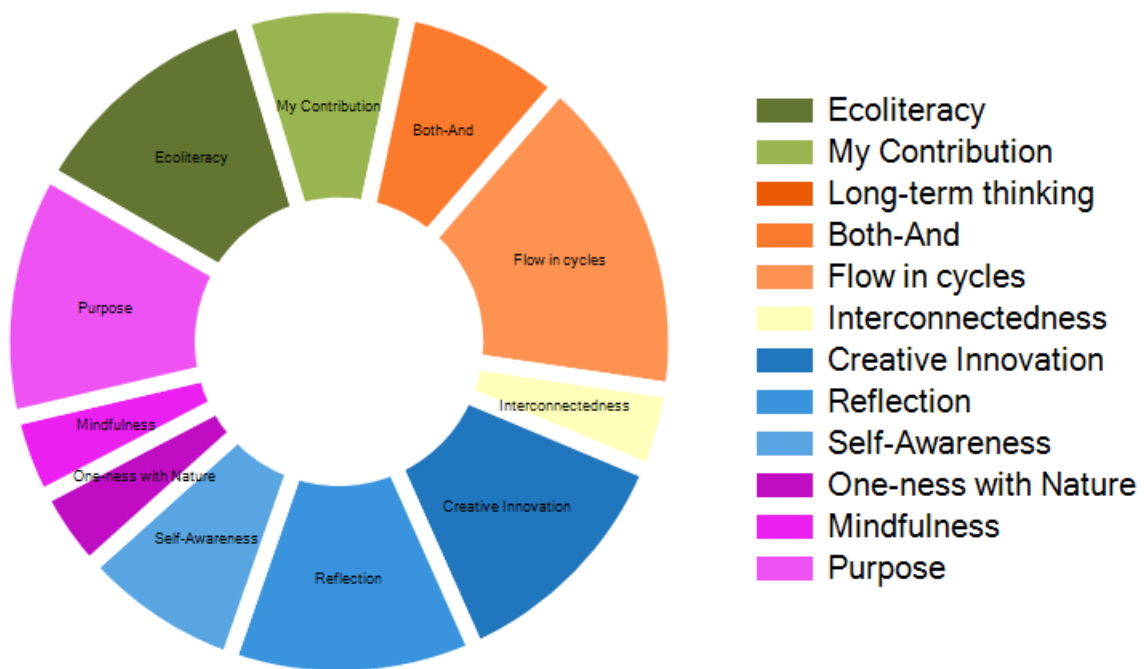 My Contribution
Both-And
Ecoliteracy
Flow in cycles
Purpose
Interconnectedness
Mindfulness
One-ness with Nature
Creative Innovation
Self-Awareness
Reflection
Ecoliteracy
My Contribution
Long-term thinking
Both-And
Flow in cycles
Interconnectedness
Creative Innovation
Reflection
Self-Awareness
One-ness with Nature
Mindfulness
Purpose